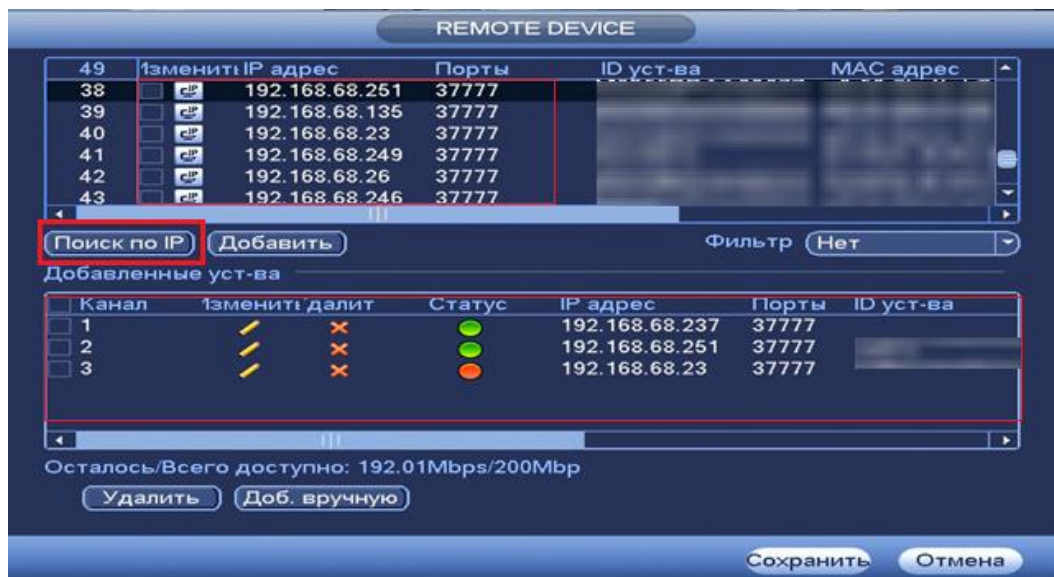 REMOTE DEVICE
49 Ізменитι IP адрес Порты ID уст-ва MAC адрес
38 192.168.68.251 37777
39 192.168.68.135 37777
40 192.168.68.23 37777
41 192.168.68.249 37777
42 192.168.68.26 37777
43 192.168.68.246 37777
Поиск по IP Добавить Фильтр Нет
Добавленные уст-ва
Канал Ізменитι далит Статус IP адрес Порты ID уст-ва
1 192.168.68.237 37777
2 192.168.68.251 37777
3 192.168.68.23 37777
Осталось/Всего доступно: 192.01Mbps/200Mbp
Удалить Доб. вручную
Сохранить Отмена